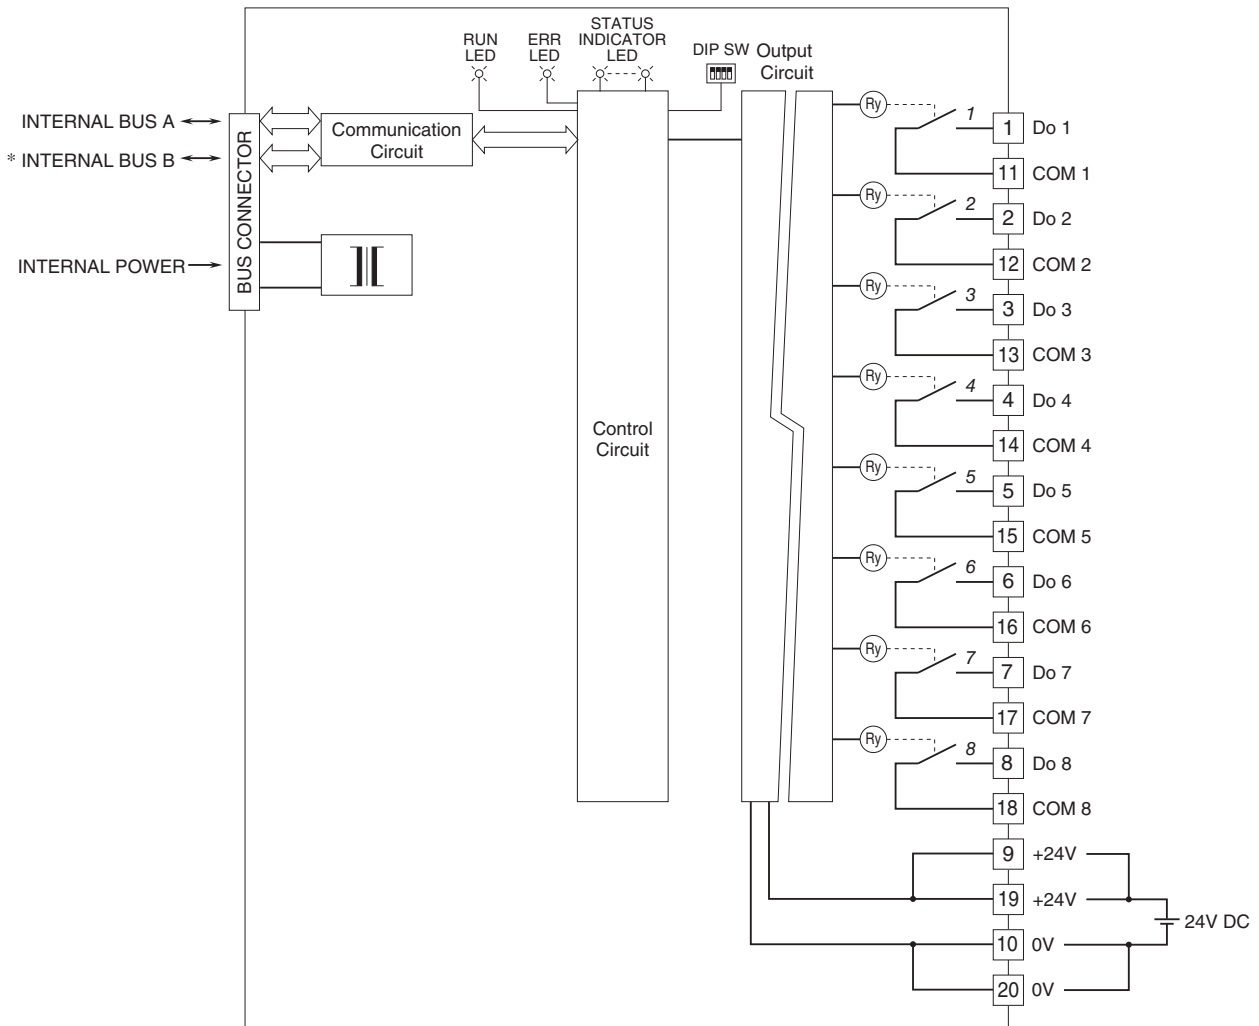 RUN
LED
ERR
LED
STATUS
INDICATOR
LED
DIP SW
Output
Circuit
INTERNAL BUS A
* INTERNAL BUS B
INTERNAL POWER
BUS CONNECTOR
Communication
Circuit
Control
Circuit
Ry 1 1 Do 1
11 COM 1
Ry 2 2 Do 2
12 COM 2
Ry 3 3 Do 3
13 COM 3
Ry 4 4 Do 4
14 COM 4
Ry 5 5 Do 5
15 COM 5
Ry 6 6 Do 6
16 COM 6
Ry 7 7 Do 7
17 COM 7
Ry 8 8 Do 8
18 COM 8
9 +24V
19 +24V
24V DC
10 0V
20 0V